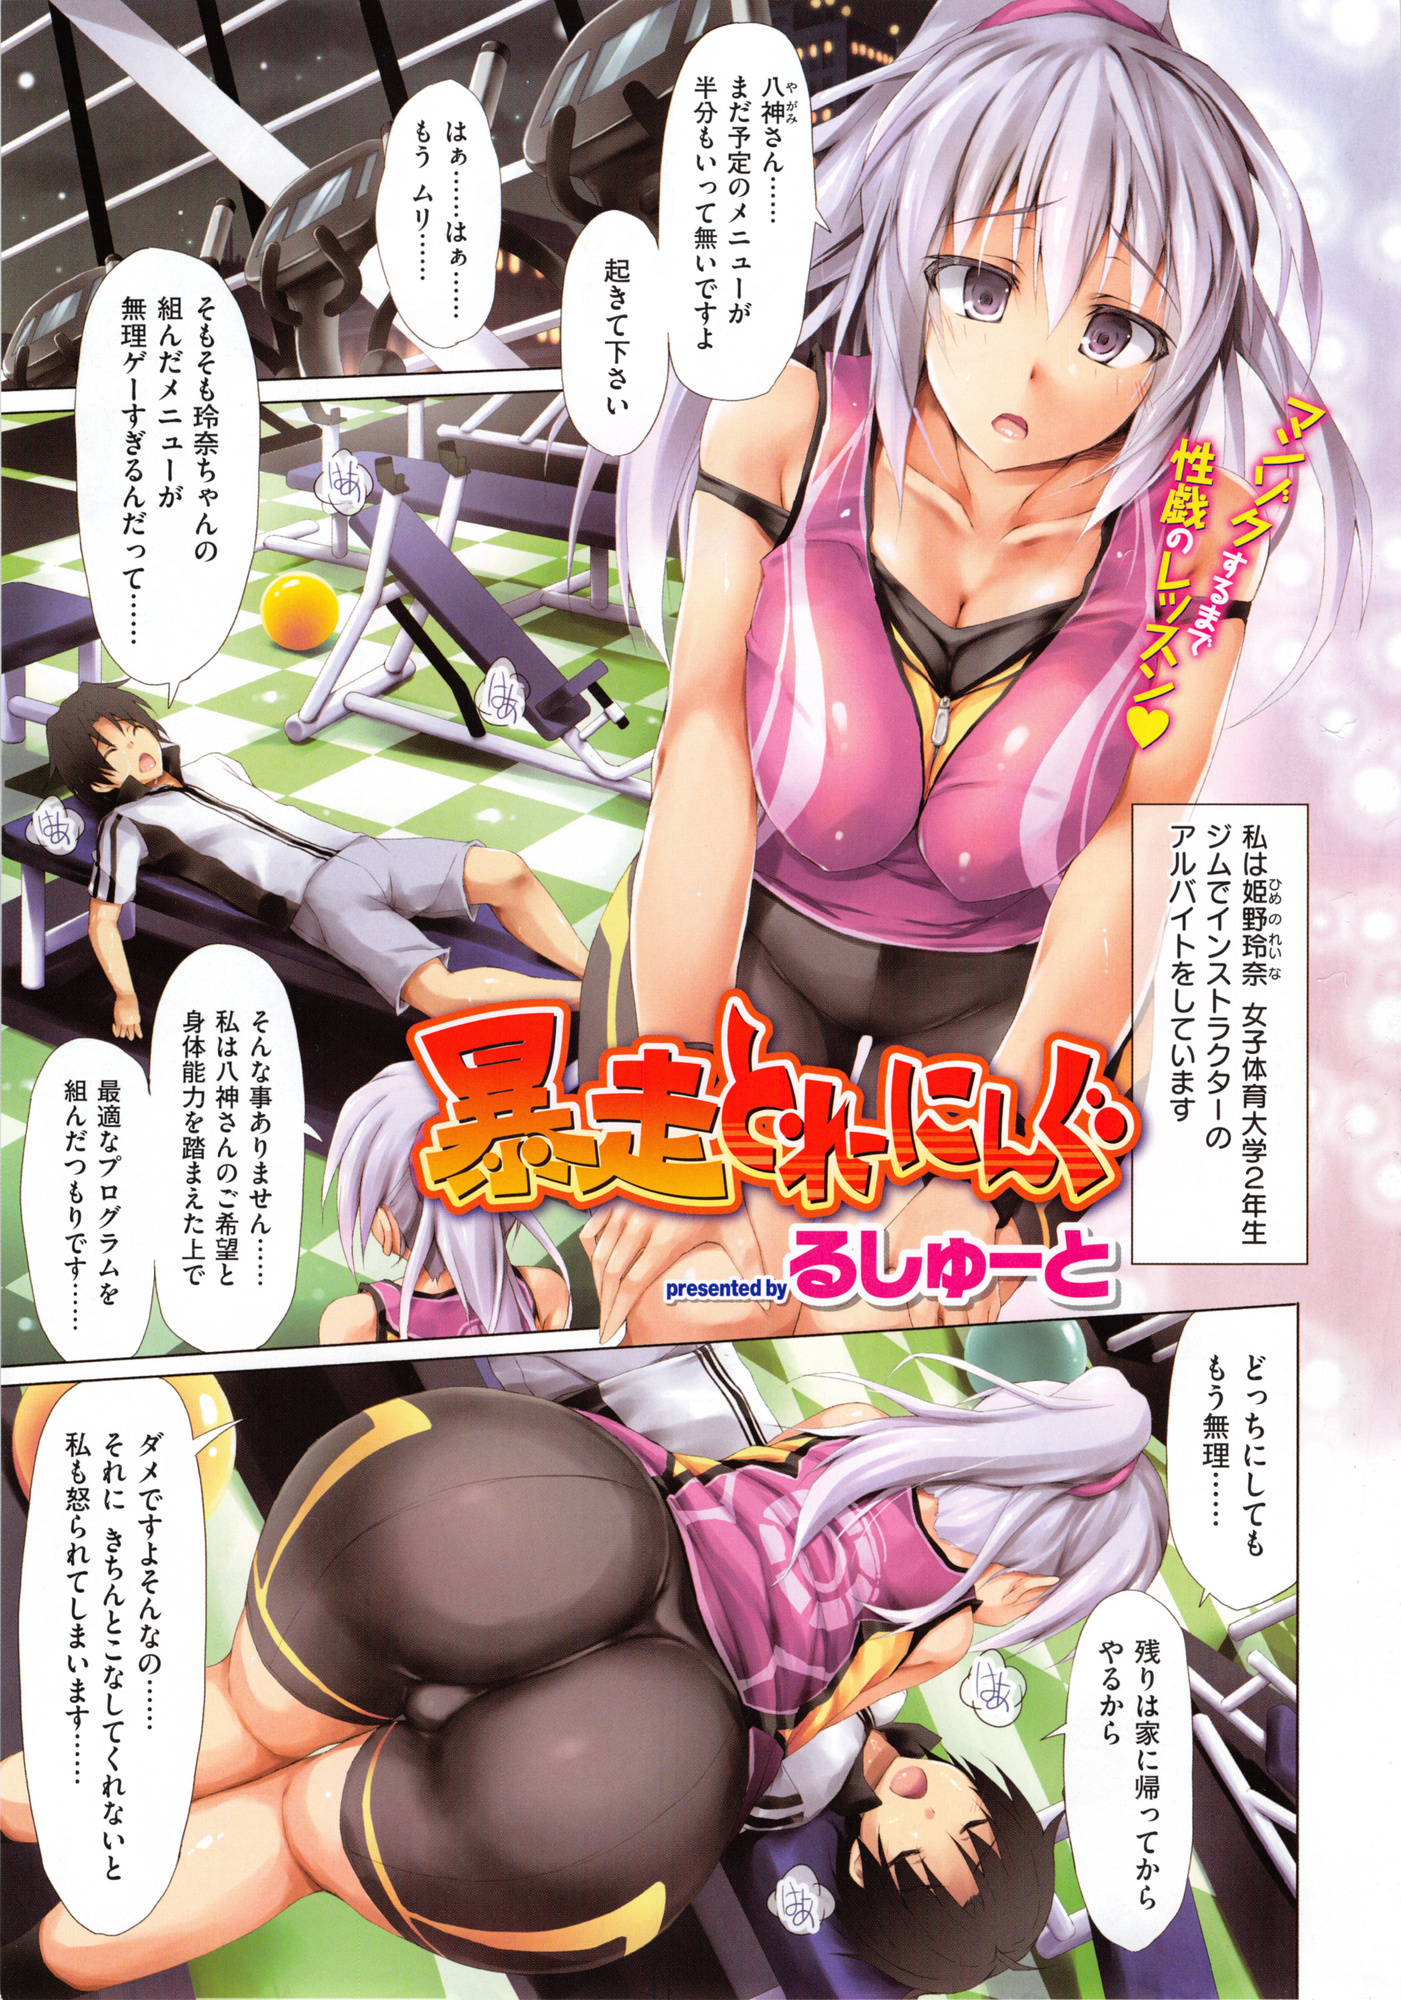 八神さん……
まだ予定のメニューが
半分もいって無いですよ
やがみ
起きて下さい
はぁ……はぁ……
もう ムリ……
そもそも玲奈ちゃんの
組んだメニューが
無理ゲーすぎるんだって……
はぁ
はぁ
はぁ
マンゾクするまで
性戯のレッスン♥
私は姫野玲奈 女子体育大学2年生
ひめのれいな
ジムでインストラクターの
アルバイトをしています
そんな事ありません……
私は八神さんのご希望と
身体能力を踏まえた上で
最適なプログラムを
組んだつもりです……
暴走とれーにんぐ
presented by るしゅーと
どっちにしても
もう無理……
残りは家に帰ってから
やるから
はぁ
はぁ
ダメですよそんなの……
それに きちんとこなしてくれないと
私も怒られてしまいます……